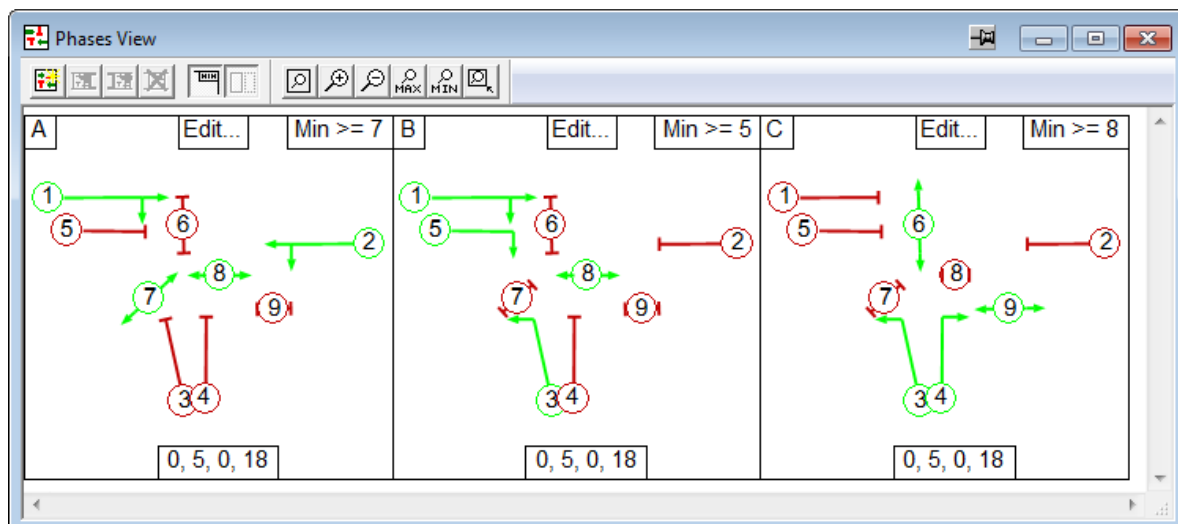 Phases View
MAX MIN
A Edit... Min >= 7 B Edit... Min >= 5 C Edit... Min >= 8
1 5 6 2 8 7 9 3 4
1 5 6 2 8 7 9 3 4
1 5 6 2 8 7 9 3 4
0, 5, 0, 18 0, 5, 0, 18 0, 5, 0, 18